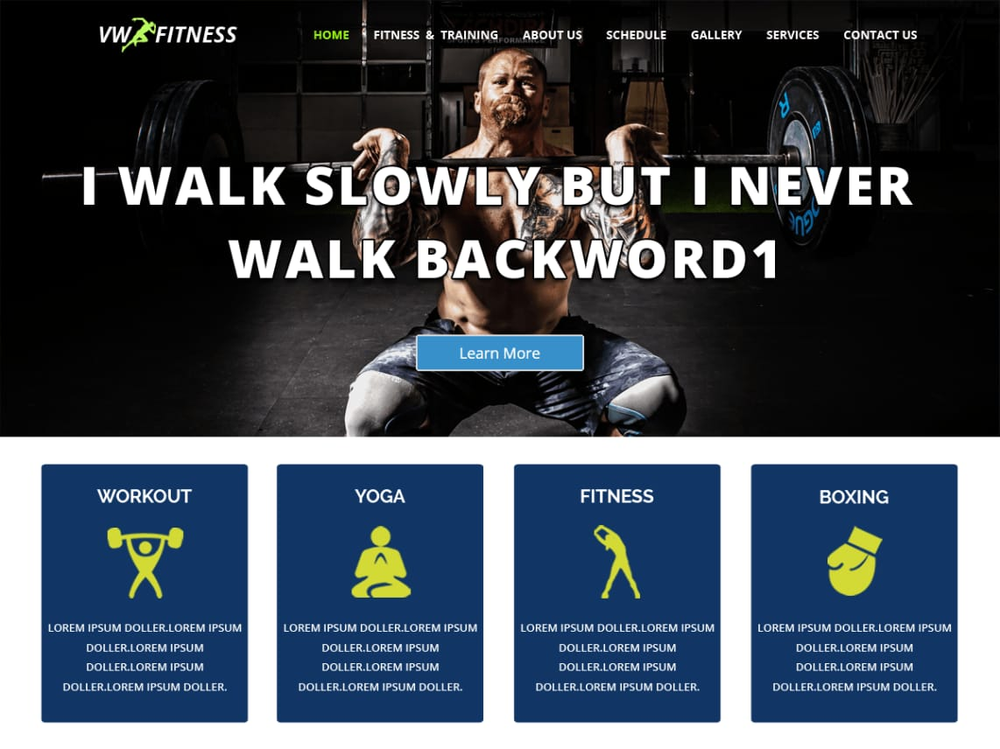 VW FITNESS
HOME FITNESS & TRAINING ABOUT US SCHEDULE GALLERY SERVICES CONTACT US
SPORTS PERFORMANCE
I WALK SLOWLY BUT I NEVER
WALK BACKWORD1
Learn More
WORKOUT
LOREM IPSUM DOLLER.LOREM IPSUM
DOLLER.LOREM IPSUM
DOLLER.LOREM IPSUM
DOLLER.LOREM IPSUM DOLLER.
YOGA
LOREM IPSUM DOLLER.LOREM IPSUM
DOLLER.LOREM IPSUM
DOLLER.LOREM IPSUM
DOLLER.LOREM IPSUM DOLLER.
FITNESS
LOREM IPSUM DOLLER.LOREM IPSUM
DOLLER.LOREM IPSUM
DOLLER.LOREM IPSUM
DOLLER.LOREM IPSUM DOLLER.
BOXING
LOREM IPSUM DOLLER.LOREM IPSUM
DOLLER.LOREM IPSUM
DOLLER.LOREM IPSUM
DOLLER.LOREM IPSUM DOLLER.